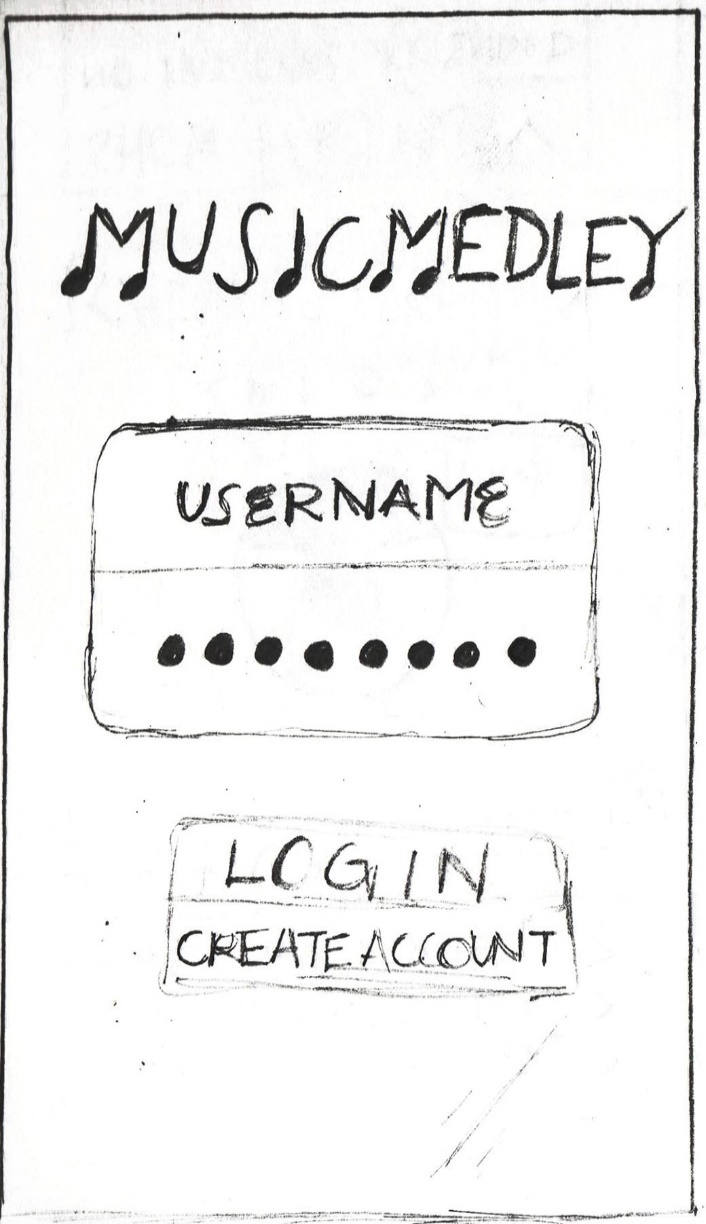 MUSICMEDLEY
USERNAME
●●●●●●●●
LOGIN
CREATE ACCOUNT